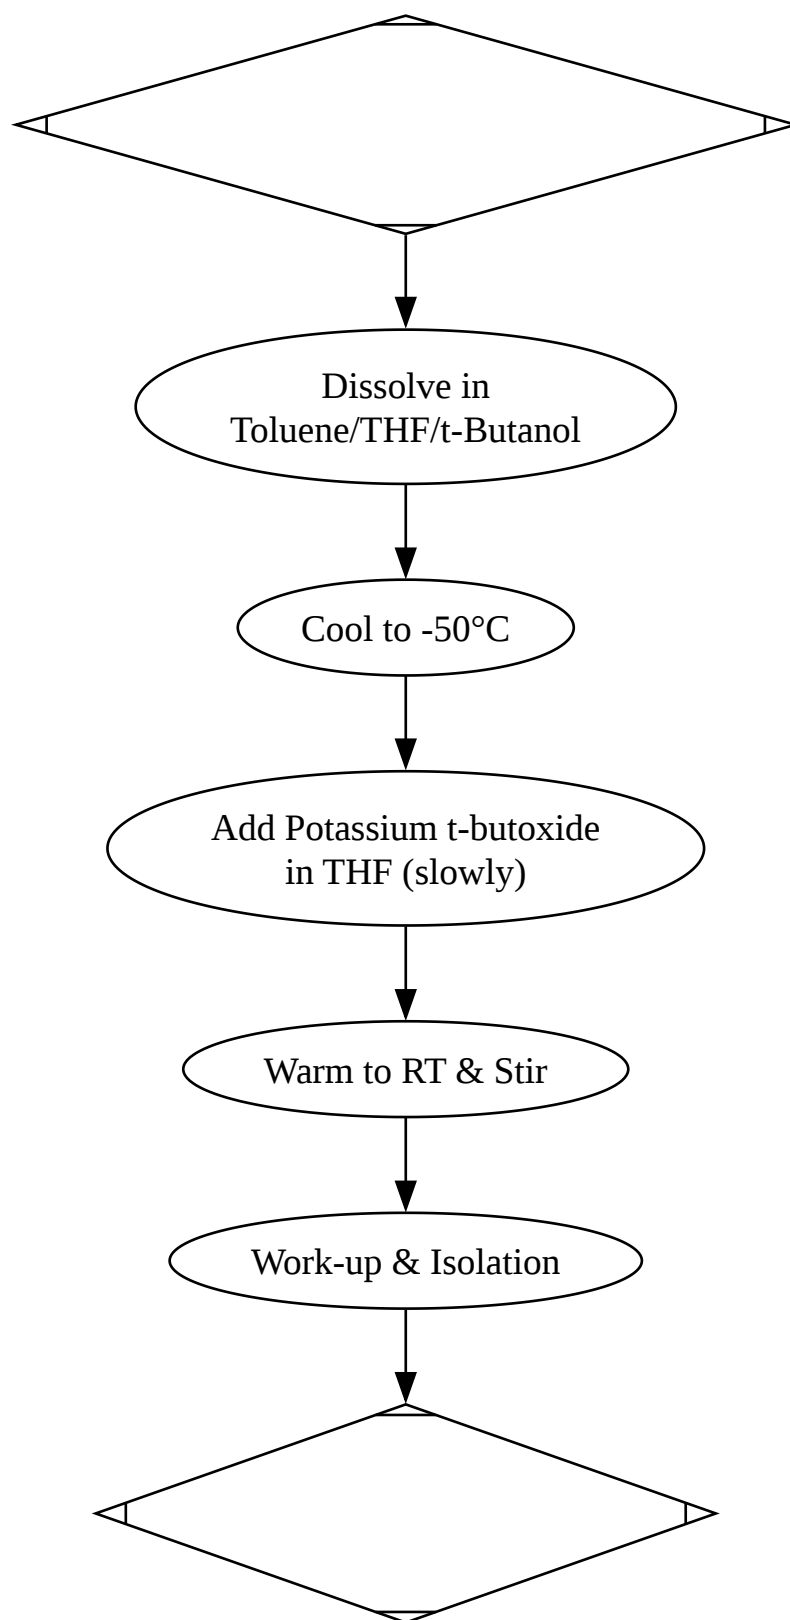 Dissolve in
Toluene/THF/t-Butanol
Cool to -50°C
Add Potassium t-butoxide
in THF (slowly)
Warm to RT & Stir
Work-up & Isolation